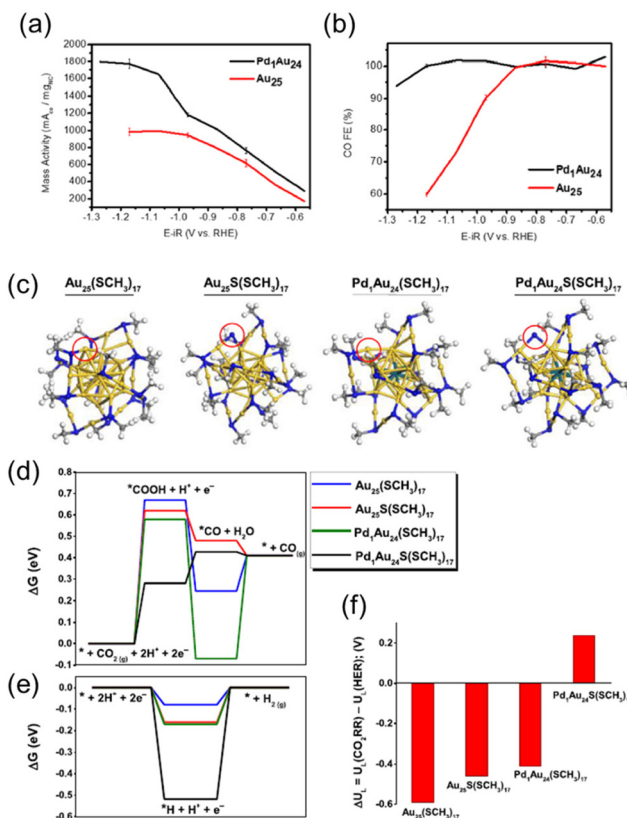 (a)
Mass Activity (mA_co / mg_NC)
1800
1600
1400
1200
1000
800
600
400
200
Pd₁Au₂₄
Au₂₅
-1.3 -1.2 -1.1 -1.0 -0.9 -0.8 -0.7 -0.6
E-iR (V vs. RHE)
(b)
CO FE (%)
100
90
80
70
60
Pd₁Au₂₄
Au₂₅
-1.3 -1.2 -1.1 -1.0 -0.9 -0.8 -0.7 -0.6
E-iR (V vs. RHE)
(c)
Au₂₅(SCH₃)₁₇
Au₂₅S(SCH₃)₁₇
Pd₁Au₂₄(SCH₃)₁₇
Pd₁Au₂₄S(SCH₃)₁₇
(d)
ΔG (eV)
0.8
0.7
0.6
0.5
0.4
0.3
0.2
0.1
0.0
-0.1
*COOH + H⁺ + e⁻
*CO + H₂O
* + CO (g)
* + CO₂ (g) + 2H⁺ + 2e⁻
Au₂₅(SCH₃)₁₇
Au₂₅S(SCH₃)₁₇
Pd₁Au₂₄(SCH₃)₁₇
Pd₁Au₂₄S(SCH₃)₁₇
(e)
ΔG (eV)
0.0
-0.1
-0.2
-0.3
-0.4
-0.5
-0.6
* + 2H⁺ + 2e⁻
* + H₂ (g)
*H + H⁺ + e⁻
(f)
ΔU_L = U_L(CO₂RR) − U_L(HER); (V)
0.2
0.0
-0.2
-0.4
-0.6
Pd₁Au₂₄S(SCH₃)
Pd₁Au₂₄(SCH₃)₁₇
Au₂₅S(SCH₃)₁₇
Au₂₅(SCH₃)₁₇